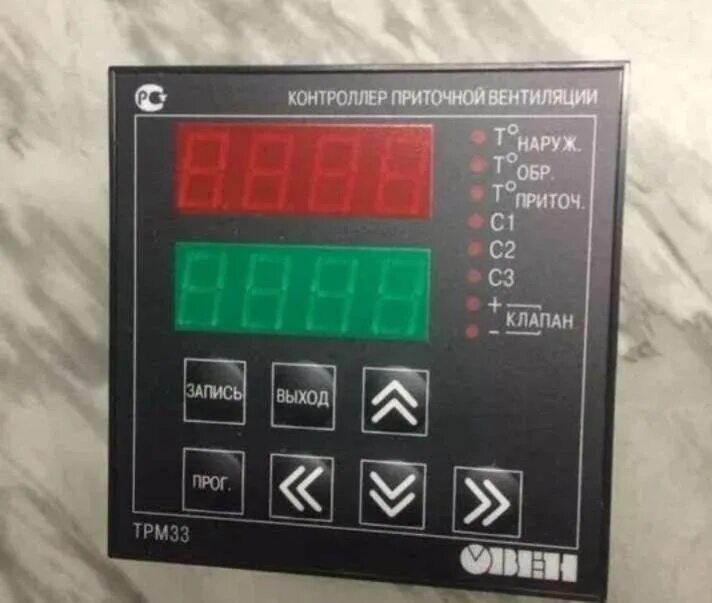 КОНТРОЛЛЕР ПРИТОЧНОЙ ВЕНТИЛЯЦИИ
T° НАРУЖ.
T° ОБР.
T° ПРИТОЧ.
С1
С2
С3
+
КЛАПАН
-
ЗАПИСЬ
ВЫХОД
ПРОГ.
ТРМ33
ОВЕН